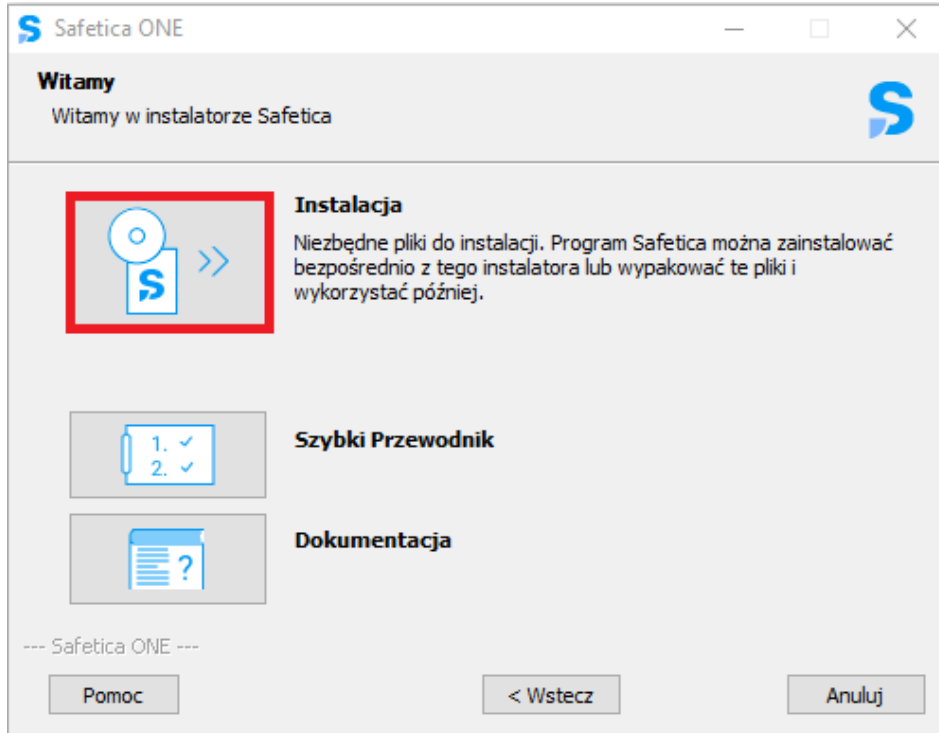 Safetica ONE
Witamy
Witamy w instalatorze Safetica
Instalacja
Niezbędne pliki do instalacji. Program Safetica można zainstalować
bezpośrednio z tego instalatora lub wypakować te pliki i
wykorzystać później.
1.
2.
Szybki Przewodnik
?
Dokumentacja
--- Safetica ONE ---
Pomoc
< Wstecz
Anuluj